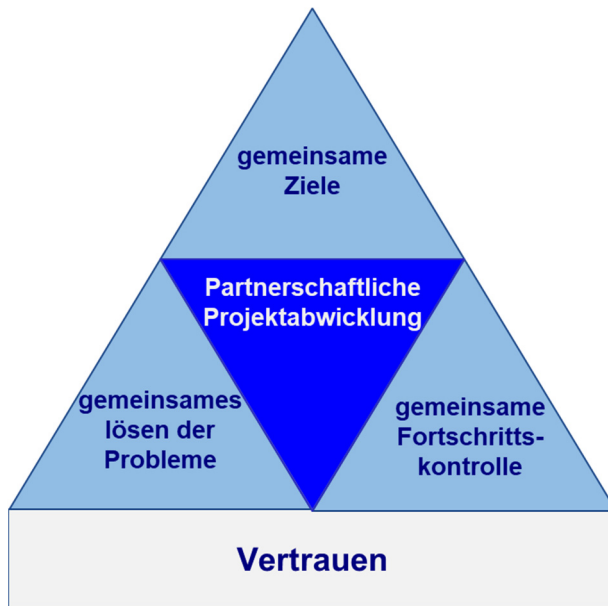 gemeinsame
Ziele
Partnerschaftliche
Projektabwicklung
gemeinsames
lösen der
Probleme
gemeinsame
Fortschritts-
kontrolle
Vertrauen